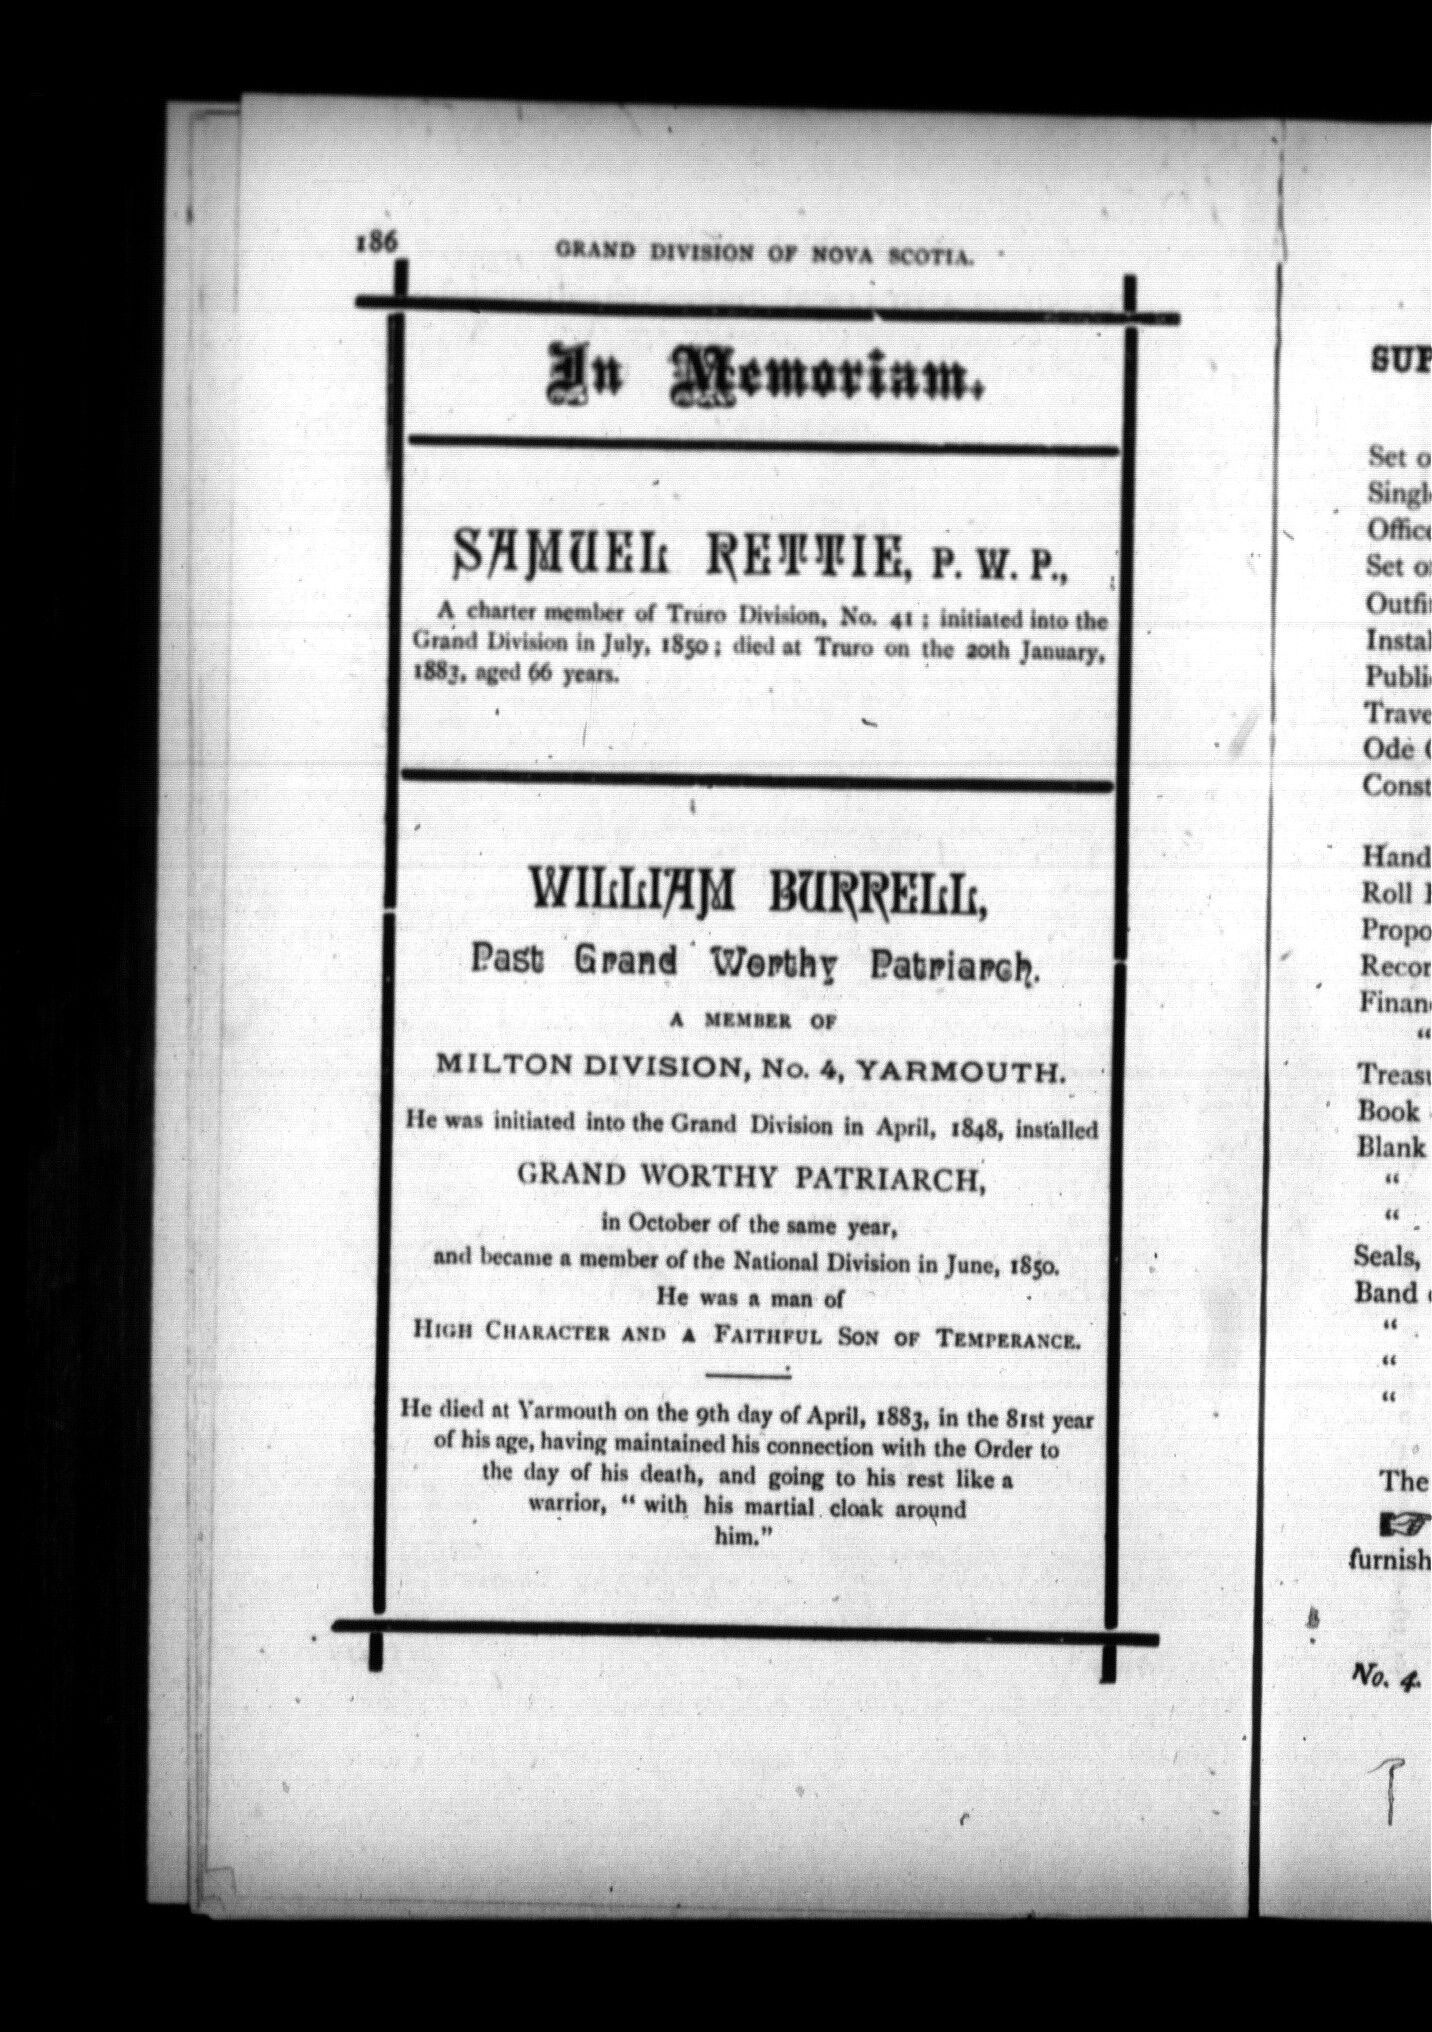 186
GRAND DIVISION OF NOVA SCOTIA.
In Memoriam.
SAMUEL RETTIE, P. W. P.,
A charter member of Truro Division, No. 41 ; initiated into the
Grand Division in July, 1850 ; died at Truro on the 20th January,
1883, aged 66 years.
WILLIAM BURRELL,
Past Grand Worthy Patriarch.
A MEMBER OF
MILTON DIVISION, No. 4, YARMOUTH.
He was initiated into the Grand Division in April, 1848, installed
GRAND WORTHY PATRIARCH,
in October of the same year,
and became a member of the National Division in June, 1850.
He was a man of
HIGH CHARACTER AND A FAITHFUL SON OF TEMPERANCE.
He died at Yarmouth on the 9th day of April, 1883, in the 81st year
of his age, having maintained his connection with the Order to
the day of his death, and going to his rest like a
warrior, “ with his martial cloak around
him.”
SUP
Set o
Singl
Offic
Set o
Outfi
Instal
Publi
Trave
Ode
Const
Hand
Roll
Propo
Recor
Finan
“
Treas
Book
Blank
“
“
Seals,
Band
“
“
“
The
☞
furnish
No. 4.